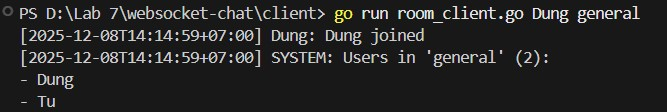 PS D:\Lab 7\websocket-chat\client> go run room_client.go Dung general
[2025-12-08T14:14:59+07:00] Dung: Dung joined
[2025-12-08T14:14:59+07:00] SYSTEM: Users in 'general' (2):
- Dung
- Tu